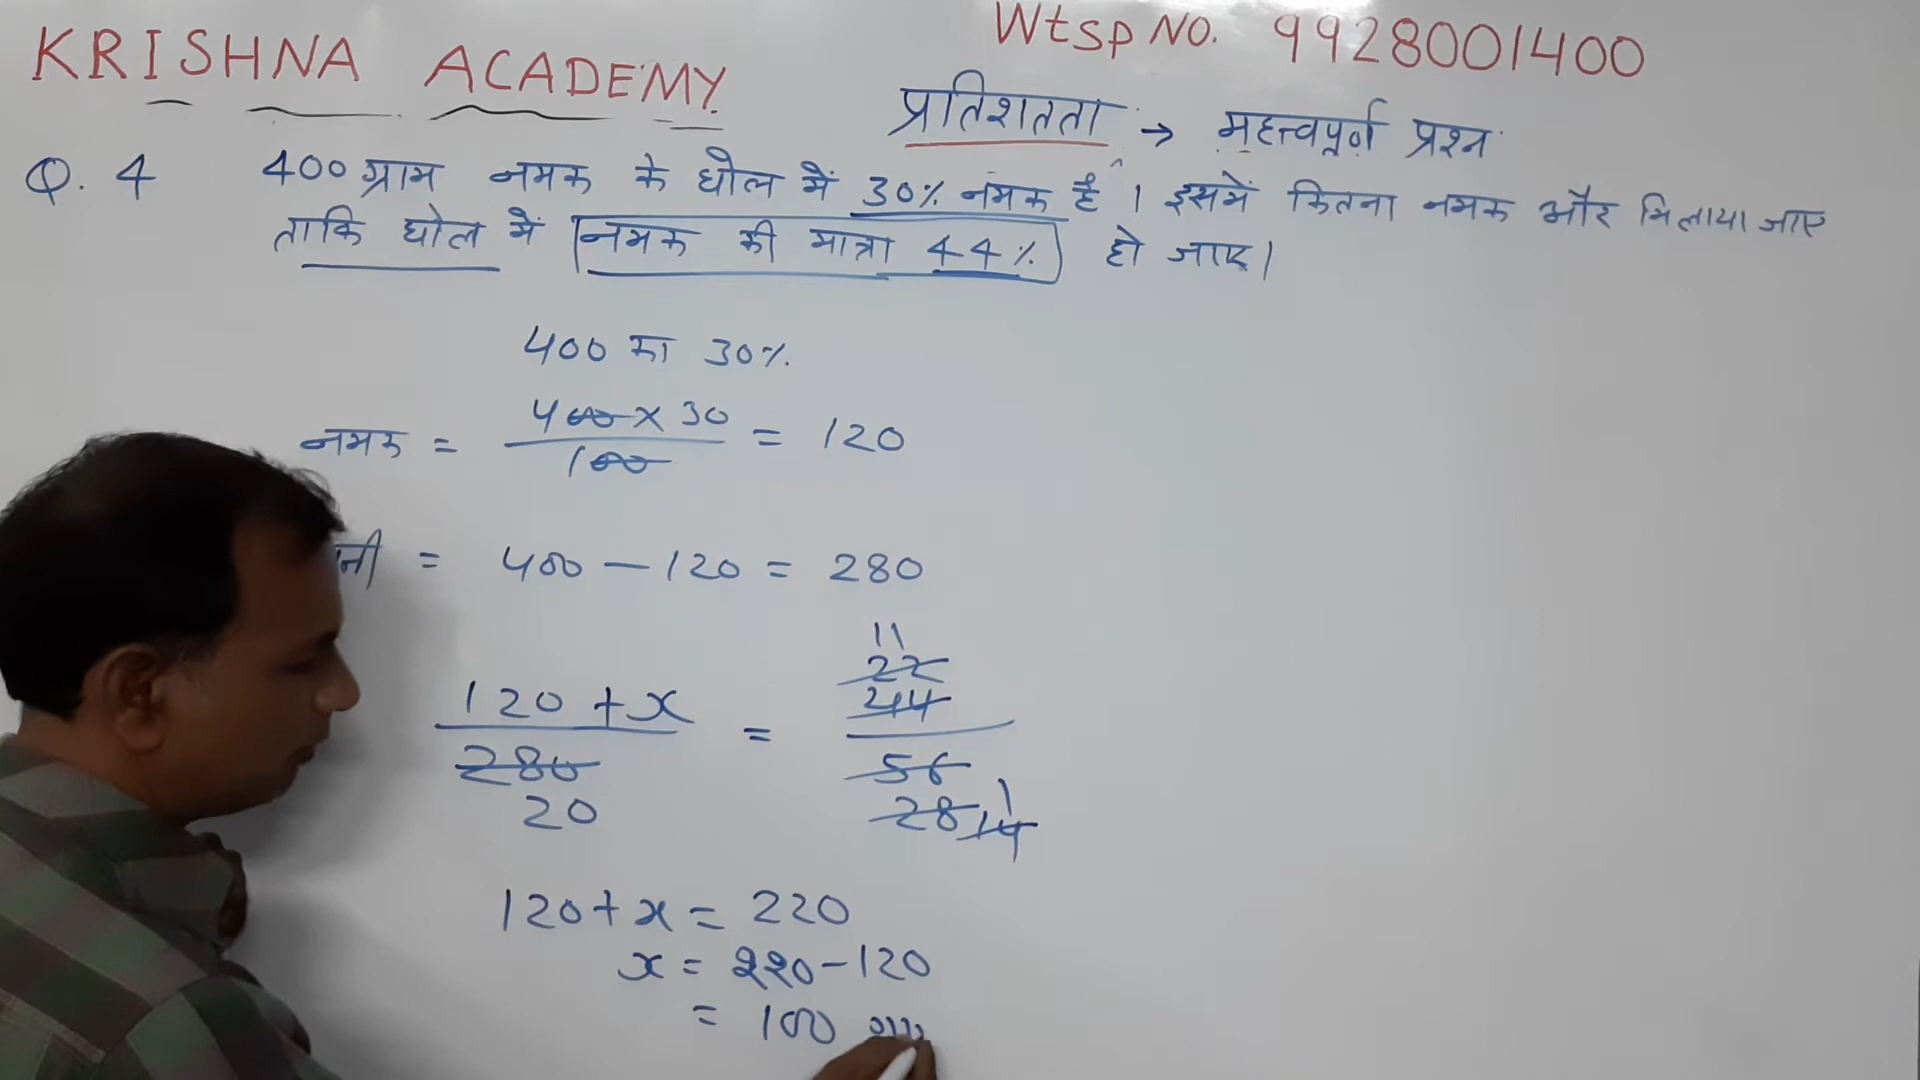 KRISHNA ACADEMY
Wtsp NO. 9928001400
प्रतिशतता → महत्त्वपूर्ण प्रश्न
Q. 4 400 ग्राम नमक के घोल में 30% नमक है । इसमें कितना नमक और मिलाया जाए
ताकि घोल में नमक की मात्रा 44% हो जाए।
400 का 30%
नमक = 400 x 30 / 100 = 120
= 400 - 120 = 280
11
22
120 + x / 280 = 44 / 56
20 28 14 1
120 + x = 220
x = 220 - 120
= 100